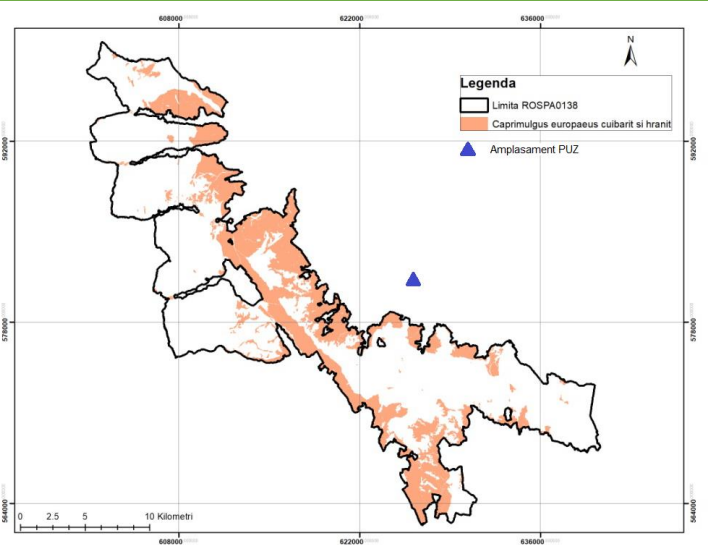 608000
622000
636000
N
Legenda
Limita ROSPA0138
Caprimulgus europaeus cuibarit si hranit
Amplasament PUZ
592000
592000
578000
578000
564000
564000
0 2.5 5 10 Kilometri
608000
622000
636000